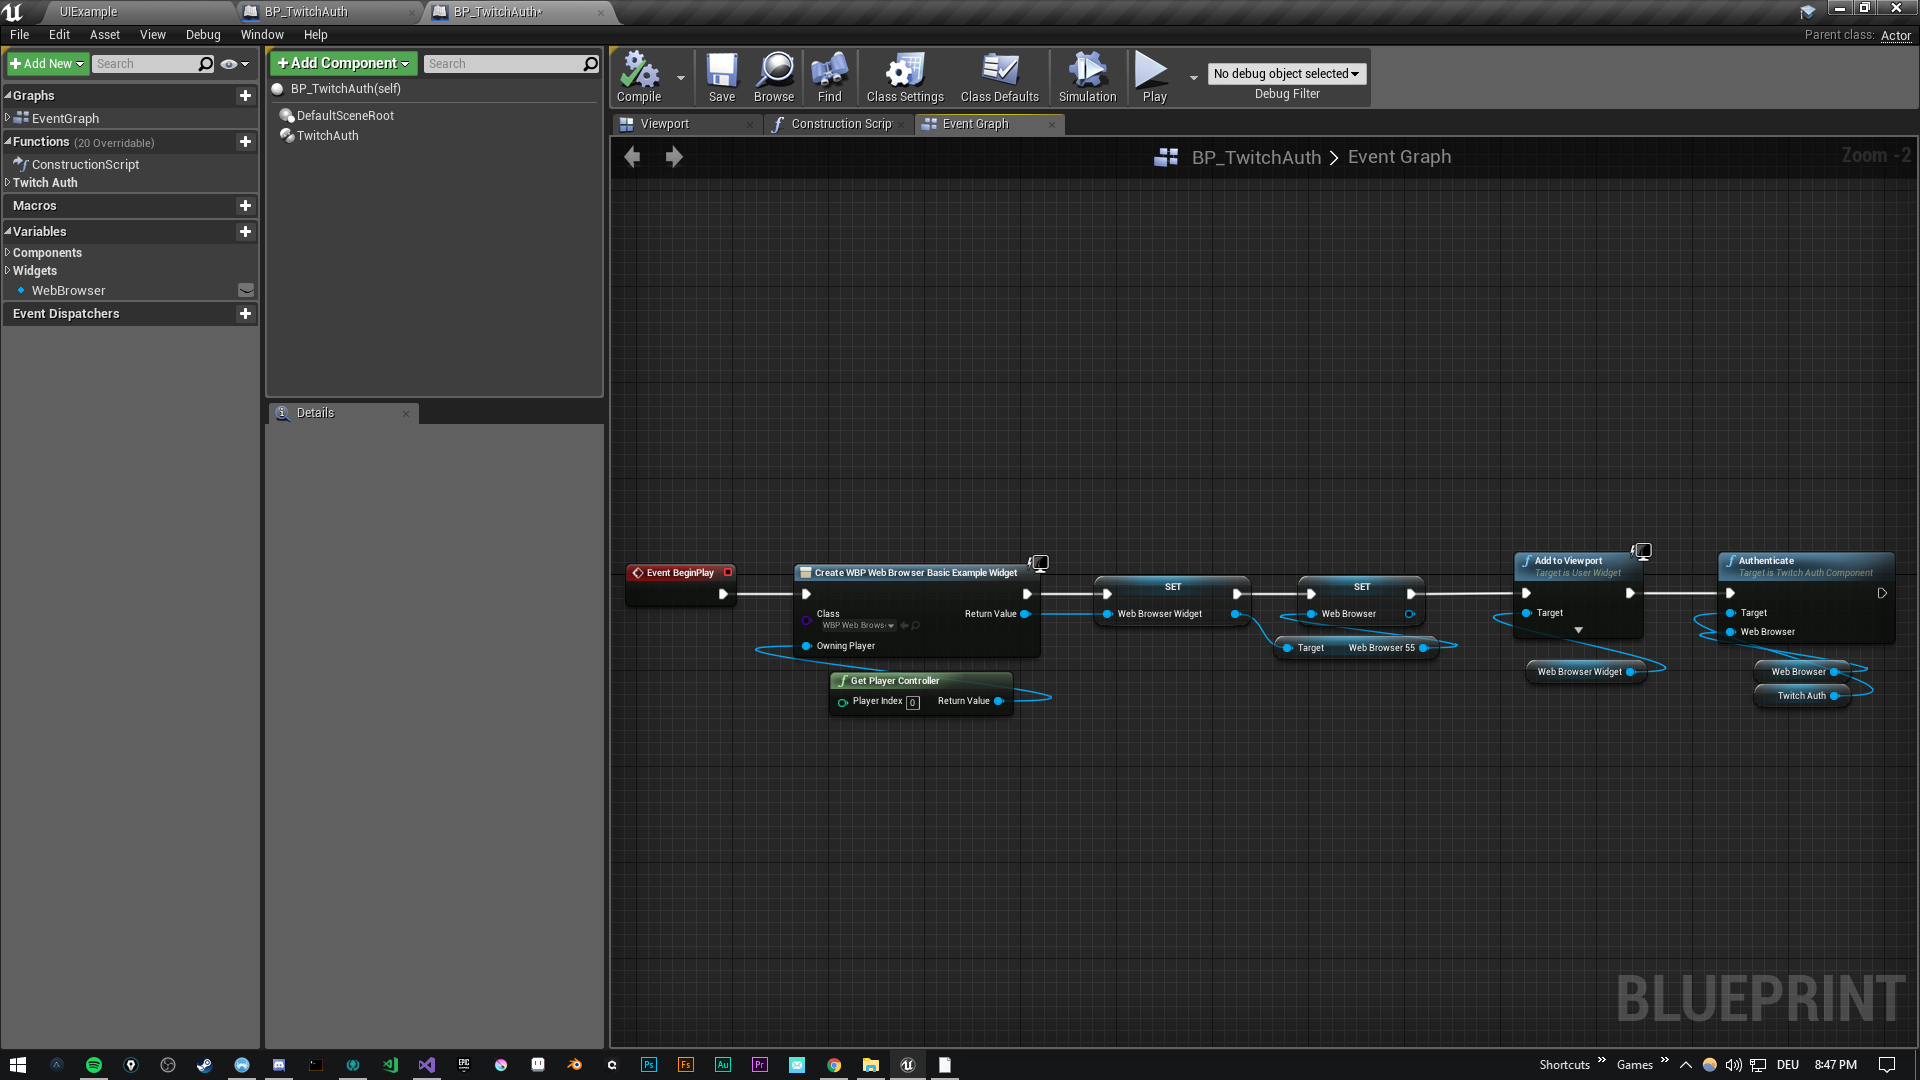 UIExample
BP_TwitchAuth
BP_TwitchAuth*
File Edit Asset View Debug Window Help
Parent class: Actor
Add New
Search
Graphs
EventGraph
Functions (20 Overridable)
ConstructionScript
Twitch Auth
Macros
Variables
Components
Widgets
WebBrowser
Event Dispatchers
Add Component
Search
BP_TwitchAuth(self)
DefaultSceneRoot
TwitchAuth
Details
Compile
Save
Browse
Find
Class Settings
Class Defaults
Simulation
Play
No debug object selected
Debug Filter
Viewport
Construction Scrip
Event Graph
BP_TwitchAuth > Event Graph
Zoom -2
Event BeginPlay
Create WBP Web Browser Basic Example Widget
Class
WBP Web Brows
Return Value
Owning Player
Get Player Controller
Player Index 0
Return Value
SET
Web Browser Widget
SET
Web Browser
Target Web Browser 55
Add to Viewport
Target is User Widget
Target
Web Browser Widget
Authenticate
Target is Twitch Auth Component
Target
Web Browser
Web Browser
Twitch Auth
BLUEPRINT
EPIC
Ps
Fs
Au
Pr
Shortcuts
Games
DEU
8:47 PM